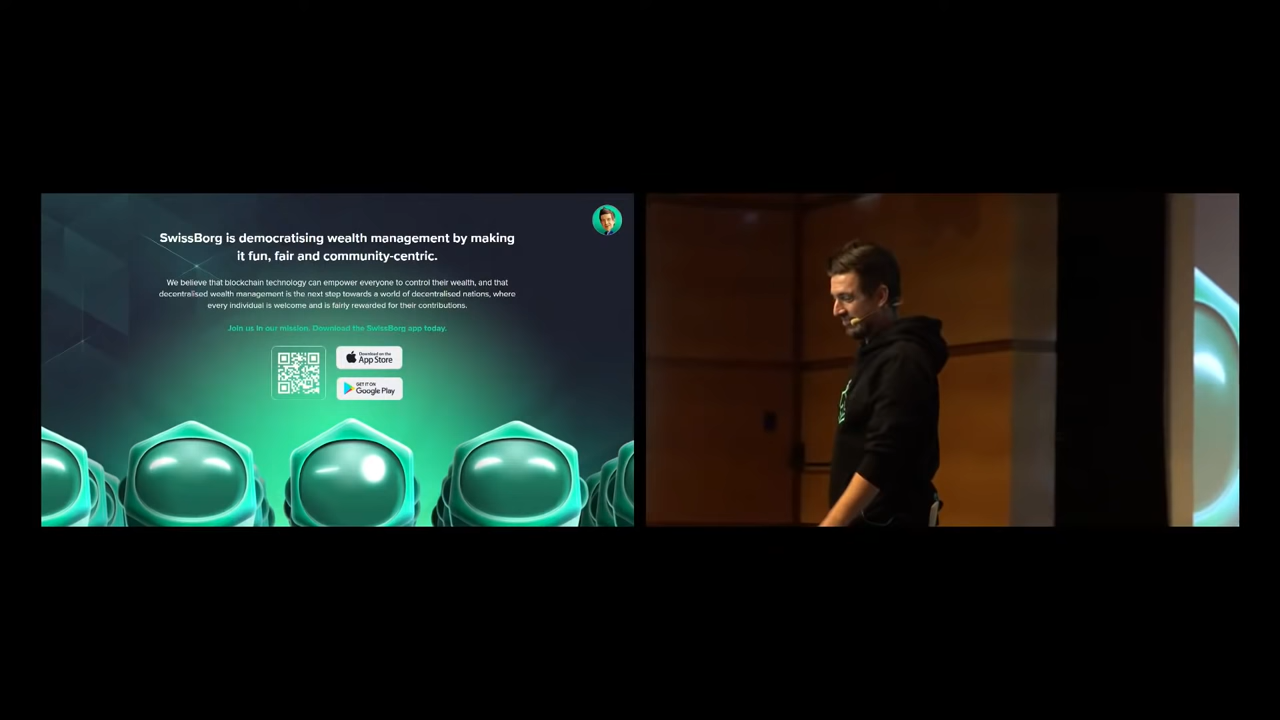 SwissBorg is democratising wealth management by making
it fun, fair and community-centric.
We believe that blockchain technology can empower everyone to control their wealth, and that
decentralised wealth management is the next step towards a world of decentralised nations, where
every individual is welcome and is fairly rewarded for their contributions.
Join us in our mission. Download the SwissBorg app today.
Download on the
App Store
GET IT ON
Google Play